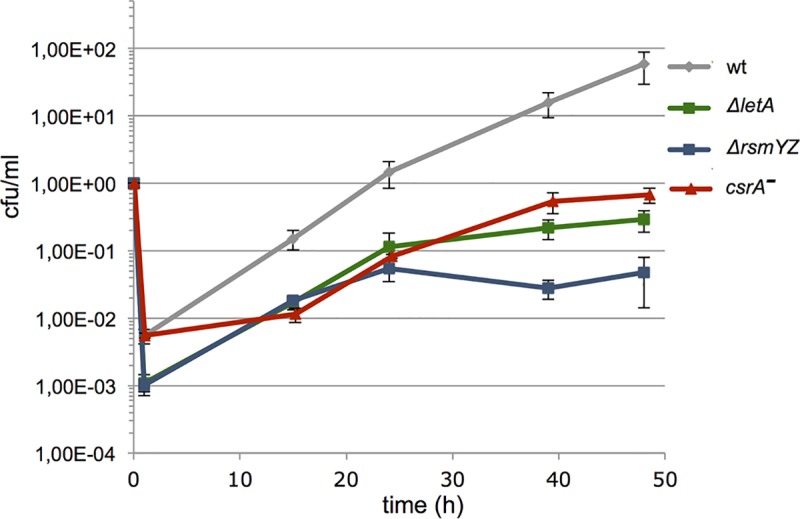 1,00E+02
1,00E+01
1,00E+00
1,00E-01
1,00E-02
1,00E-03
1,00E-04
cfu/ml
0 10 20 30 40 50
time (h)
wt
ΔletA
ΔrsmYZ
csrA⁻